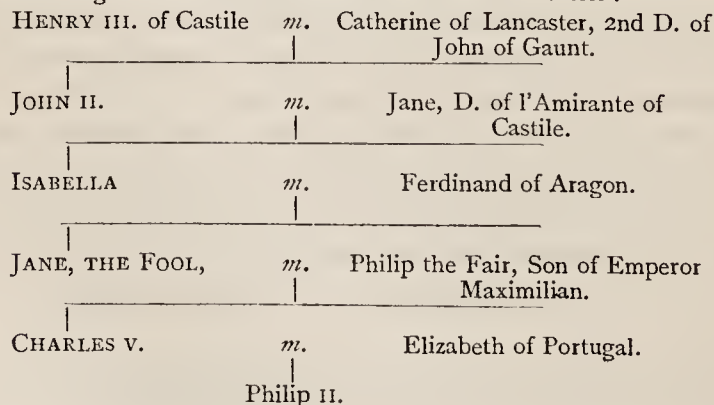 HENRY III. of Castile m. Catherine of Lancaster, 2nd D. of
John of Gaunt.
JOHN II. m. Jane, D. of l'Amirante of
Castile.
ISABELLA m. Ferdinand of Aragon.
JANE, THE FOOL, m. Philip the Fair, Son of Emperor
Maximilian.
CHARLES V. m. Elizabeth of Portugal.
Philip II.